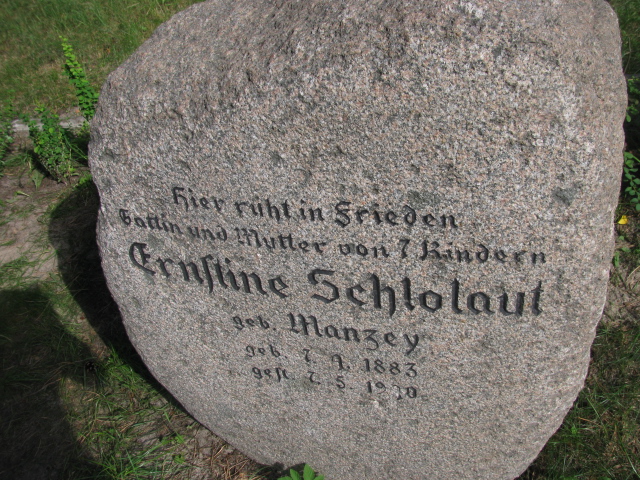 Hier ruht in Frieden
Gattin und Mutter von 7 Kindern
Ernstine Schlolaut
geb. Manzey
geb. 7. 1. 1883
gest. 7. 5.